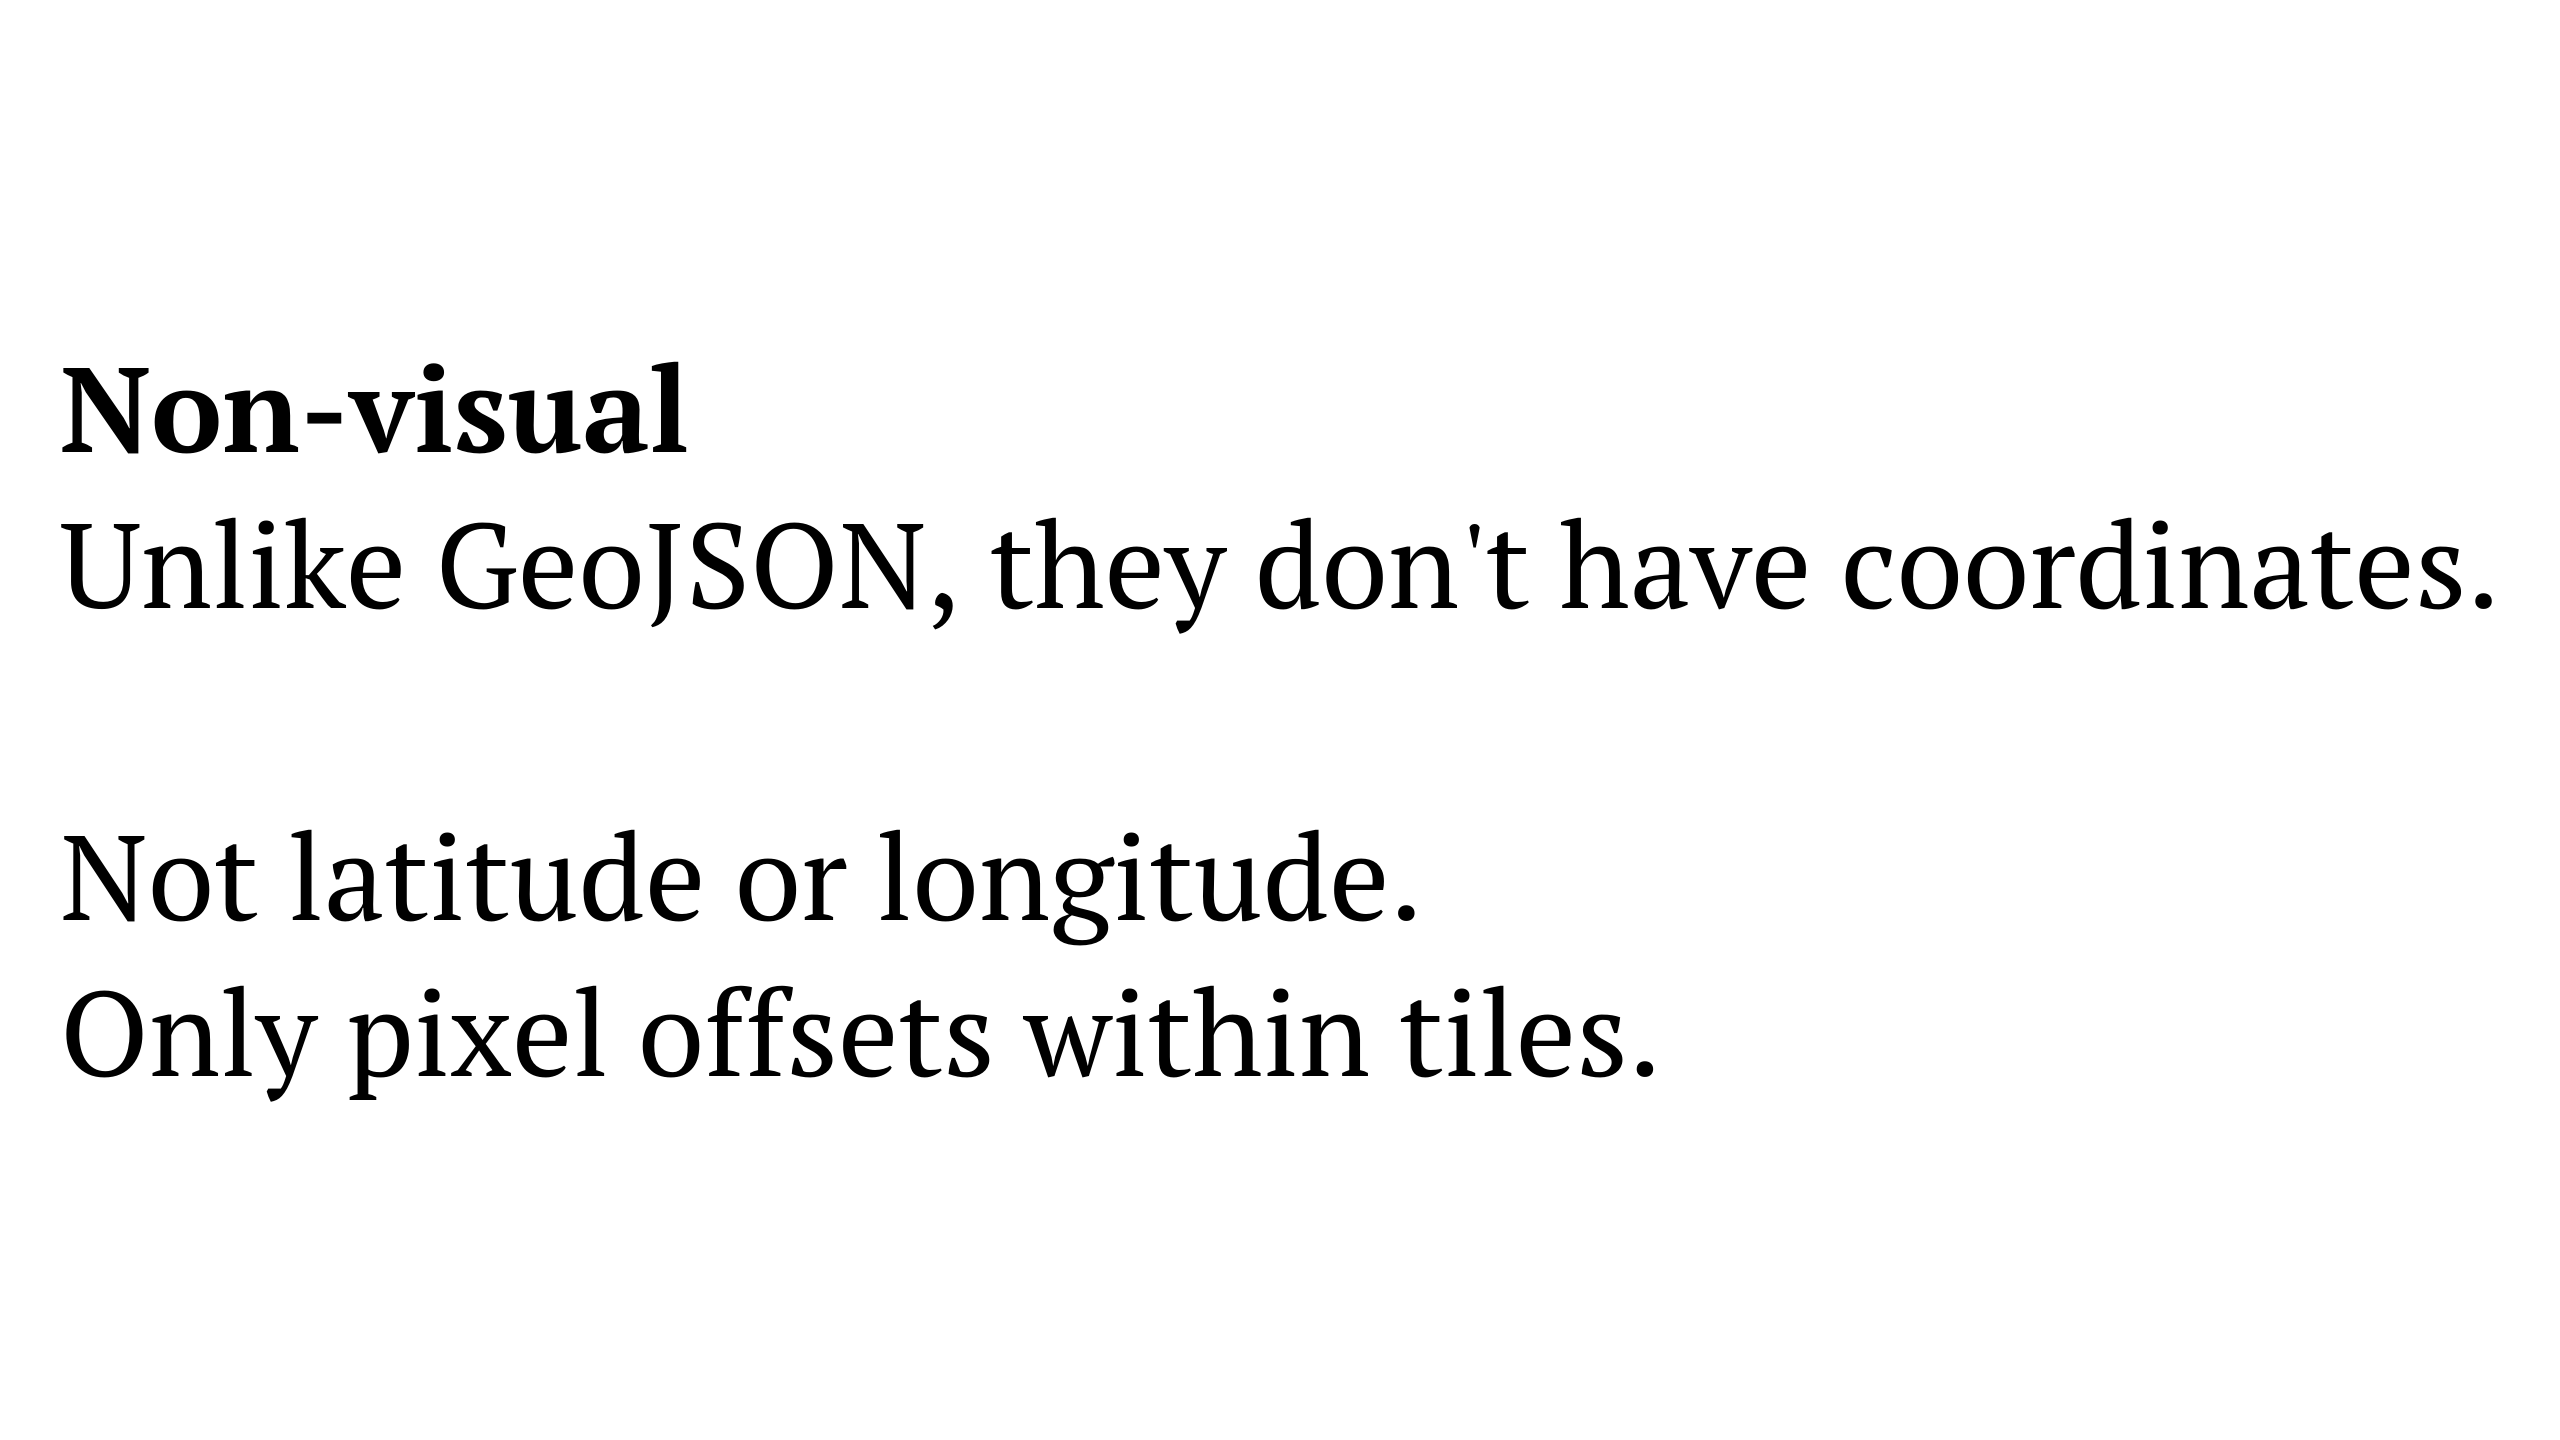 Non-visual
Unlike GeoJSON, they don't have coordinates.
Not latitude or longitude.
Only pixel offsets within tiles.